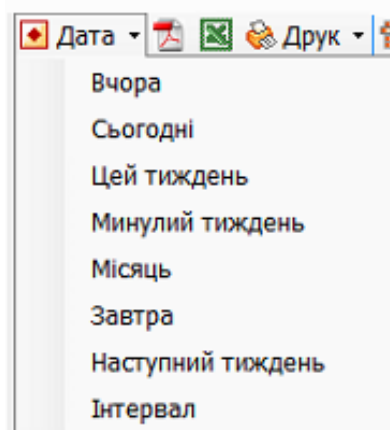 Дата Друк
Вчора
Сьогодні
Цей тиждень
Минулий тиждень
Місяць
Завтра
Наступний тиждень
Інтервал